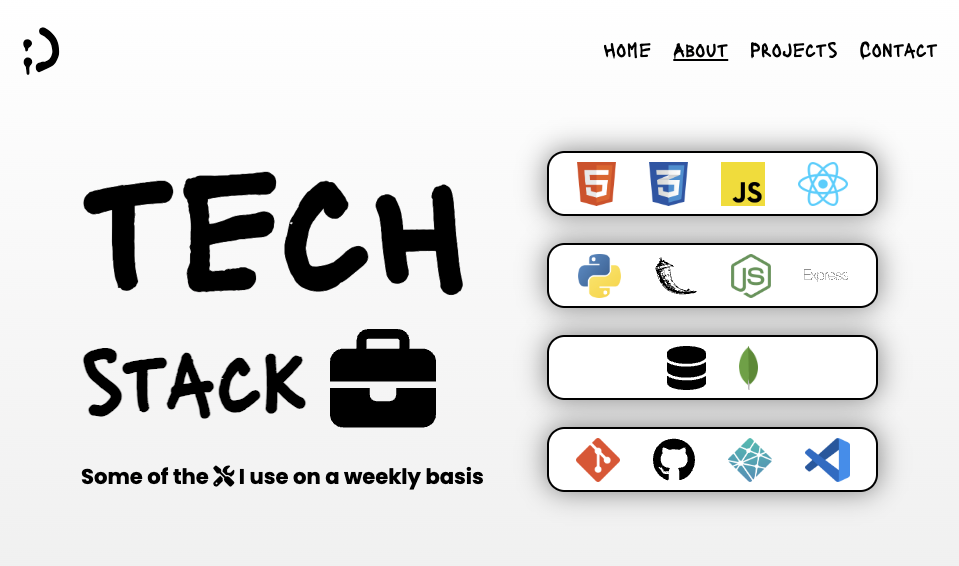 HOME ABOUT PROJECTS CONTACT
TECH
STACK
Some of the I use on a weekly basis
5 3 JS
JS Express